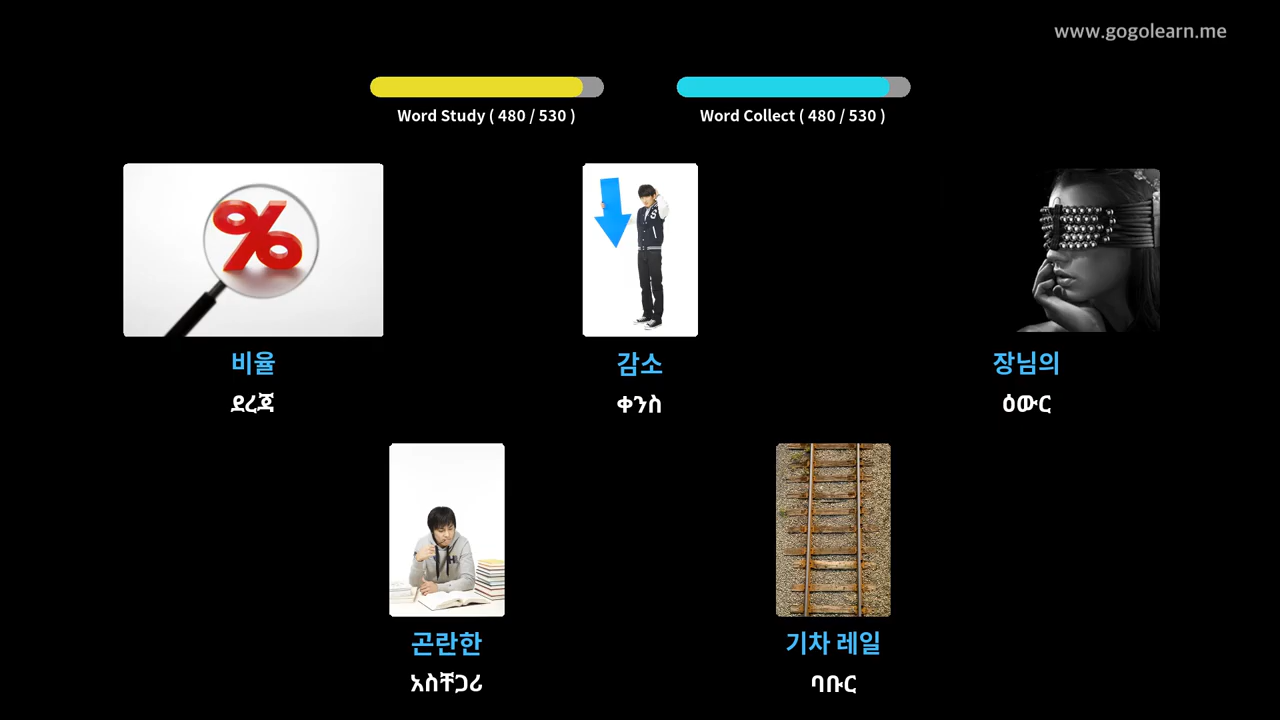 www.gogolearn.me
Word Study ( 480 / 530 )
Word Collect ( 480 / 530 )
비율
ደረጃ
감소
ቀንስ
장님의
ዕውር
곤란한
አስቸጋሪ
기차 레일
ባቡር